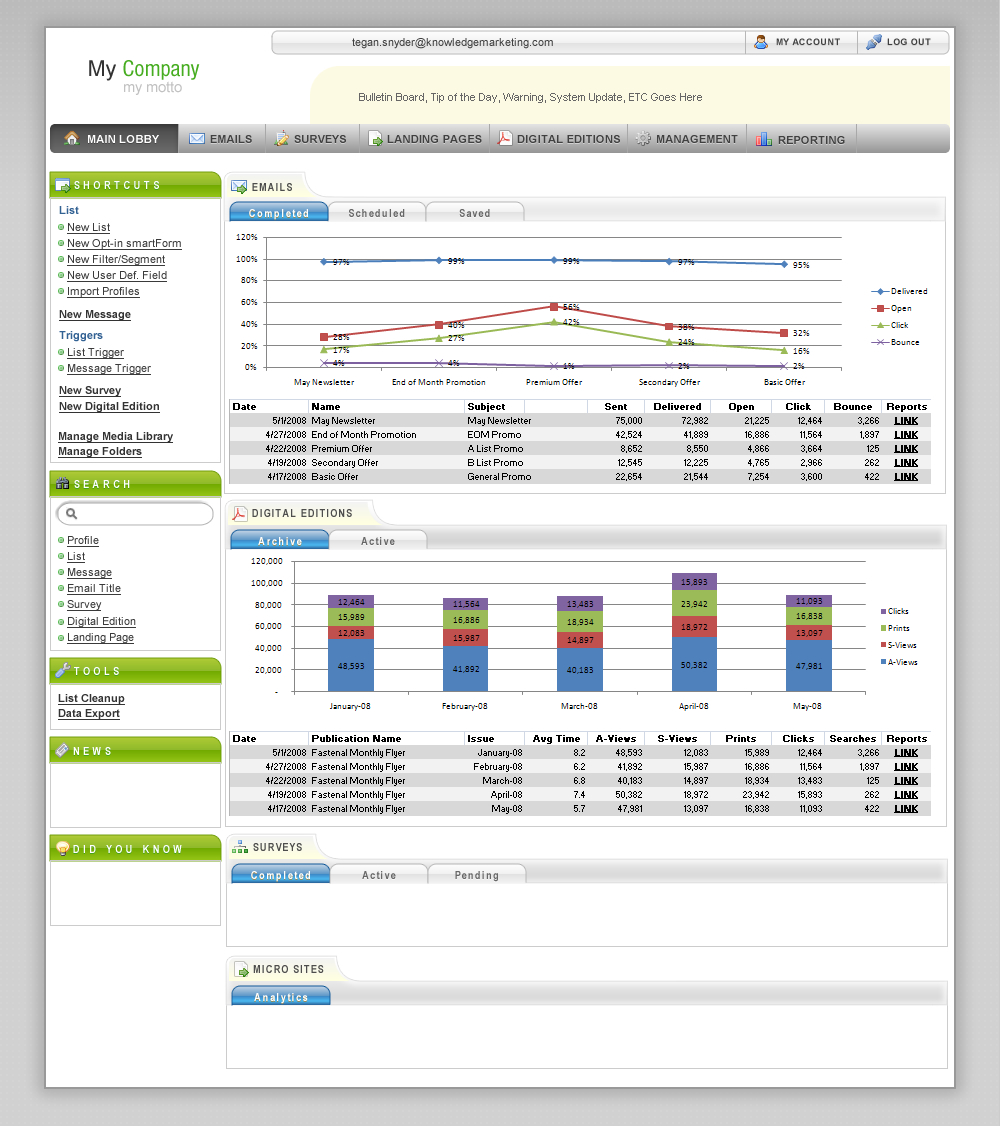 tegan.snyder@knowledgemarketing.com MY ACCOUNT LOG OUT
My Company
my motto
Bulletin Board, Tip of the Day, Warning, System Update, ETC Goes Here
MAIN LOBBY EMAILS SURVEYS LANDING PAGES DIGITAL EDITIONS MANAGEMENT REPORTING
SHORTCUTS
List
New List
New Opt-in smartForm
New Filter/Segment
New User Def. Field
Import Profiles
New Message
Triggers
List Trigger
Message Trigger
New Survey
New Digital Edition
Manage Media Library
Manage Folders
SEARCH
Profile
List
Message
Email Title
Survey
Digital Edition
Landing Page
TOOLS
List Cleanup
Data Export
NEWS
DID YOU KNOW
EMAILS
Completed Scheduled Saved
120%
100%
80%
60%
40%
20%
0%
97% 99% 99% 97% 95%
28% 40% 56% 38% 32%
17% 27% 42% 24% 16%
4% 4% 1% 2% 2%
May Newsletter End of Month Promotion Premium Offer Secondary Offer Basic Offer
Delivered
Open
Click
Bounce
Date Name Subject Sent Delivered Open Click Bounce Reports
5/1/2008 May Newsletter May Newsletter 75,000 72,982 21,225 12,464 3,266 LINK
4/27/2008 End of Month Promotion EOM Promo 42,524 41,889 16,886 11,564 1,897 LINK
4/22/2008 Premium Offer A List Promo 8,652 8,550 4,866 3,664 125 LINK
4/19/2008 Secondary Offer B List Promo 12,545 12,225 4,765 2,966 262 LINK
4/17/2008 Basic Offer General Promo 22,654 21,544 7,254 3,600 422 LINK
DIGITAL EDITIONS
Archive Active
120,000
100,000
80,000
60,000
40,000
20,000
-
12,464 11,564 13,483 15,893 11,093
15,989 16,886 18,934 23,942 16,838
12,083 15,987 14,897 18,972 13,097
48,593 41,892 40,183 50,382 47,981
January-08 February-08 March-08 April-08 May-08
Clicks
Prints
S-Views
A-Views
Date Publication Name Issue Avg Time A-Views S-Views Prints Clicks Searches Reports
5/1/2008 Fastenal Monthly Flyer January-08 8.2 48,593 12,083 15,989 12,464 3,266 LINK
4/27/2008 Fastenal Monthly Flyer February-08 6.2 41,892 15,987 16,886 11,564 1,897 LINK
4/22/2008 Fastenal Monthly Flyer March-08 6.8 40,183 14,897 18,934 13,483 125 LINK
4/19/2008 Fastenal Monthly Flyer April-08 7.4 50,382 18,972 23,942 15,893 262 LINK
4/17/2008 Fastenal Monthly Flyer May-08 5.7 47,981 13,097 16,838 11,093 422 LINK
SURVEYS
Completed Active Pending
MICRO SITES
Analytics